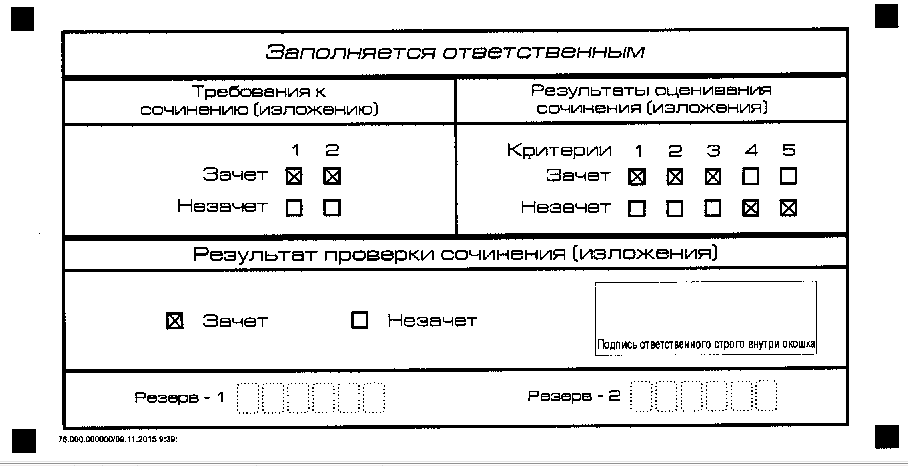 Заполняется ответственным
Требования к
сочинению (изложению)
Результаты оценивания
сочинения (изложения)
1 2
Зачет
Незачет
Критерии 1 2 3 4 5
Зачет
Незачет
Результат проверки сочинения (изложения)
Зачет
Незачет
Подпись ответственного строго внутри окошка
Резерв - 1
Резерв - 2
76.000.000000/09.11.2015 9:39: